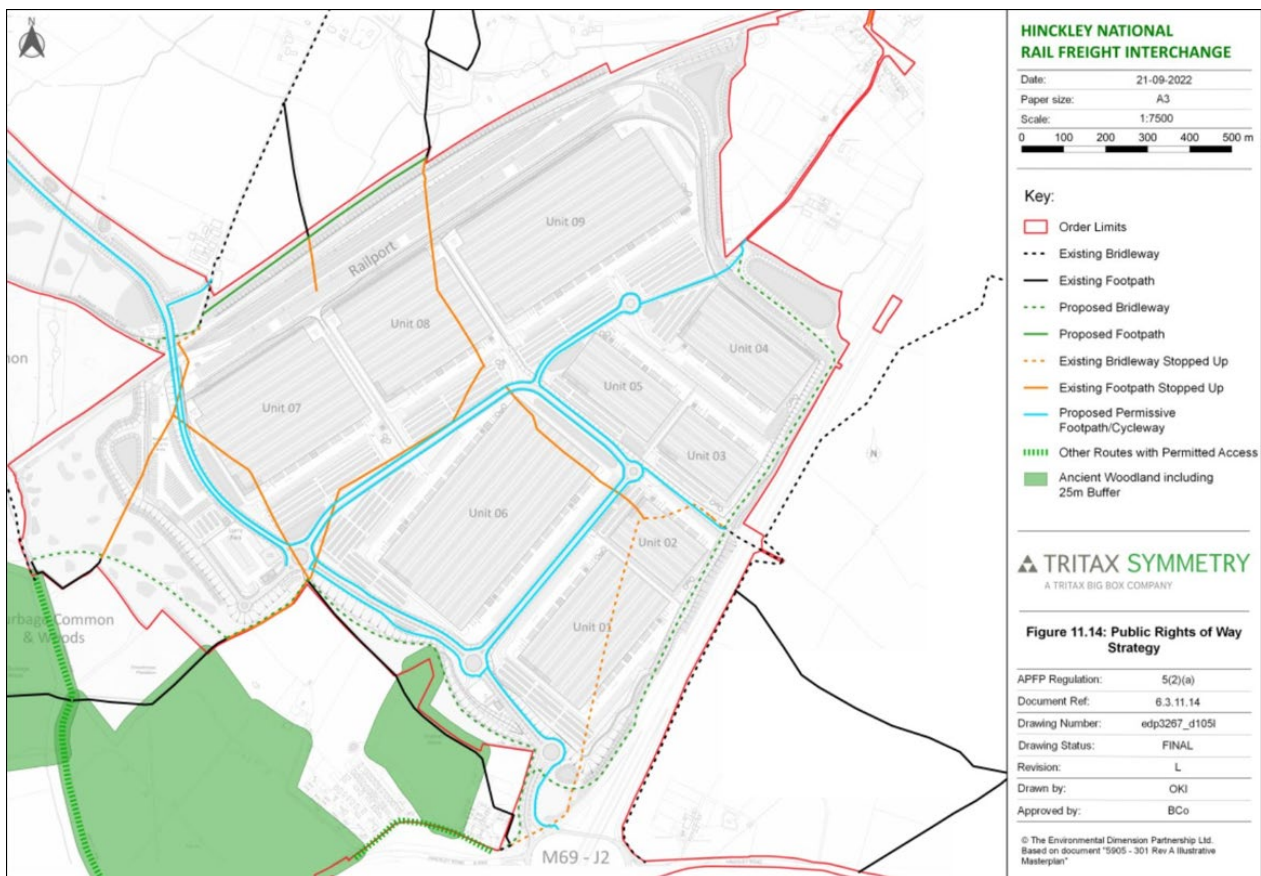 N
Unit 09
Railport
Unit 08
Unit 04
Unit 05
Unit 07
Unit 03
Unit 06
Unit 02
Unit 01
Common
& Woods
M69 - J2
HINCKLEY NATIONAL
RAIL FREIGHT INTERCHANGE
Date: 21-09-2022
Paper size: A3
Scale: 1:7500
0 100 200 300 400 500 m
Key:
Order Limits
Existing Bridleway
Existing Footpath
Proposed Bridleway
Proposed Footpath
Existing Bridleway Stopped Up
Existing Footpath Stopped Up
Proposed Permissive
Footpath/Cycleway
Other Routes with Permitted Access
Ancient Woodland including
25m Buffer
TRITAX SYMMETRY
A TRITAX BIG BOX COMPANY
Figure 11.14: Public Rights of Way
Strategy
APFP Regulation: 5(2)(a)
Document Ref: 6.3.11.14
Drawing Number: edp3267_d105l
Drawing Status: FINAL
Revision: L
Drawn by: OKI
Approved by: BCo
© The Environmental Dimension Partnership Ltd.
Based on document "5905 - 301 Rev A Illustrative
Masterplan"